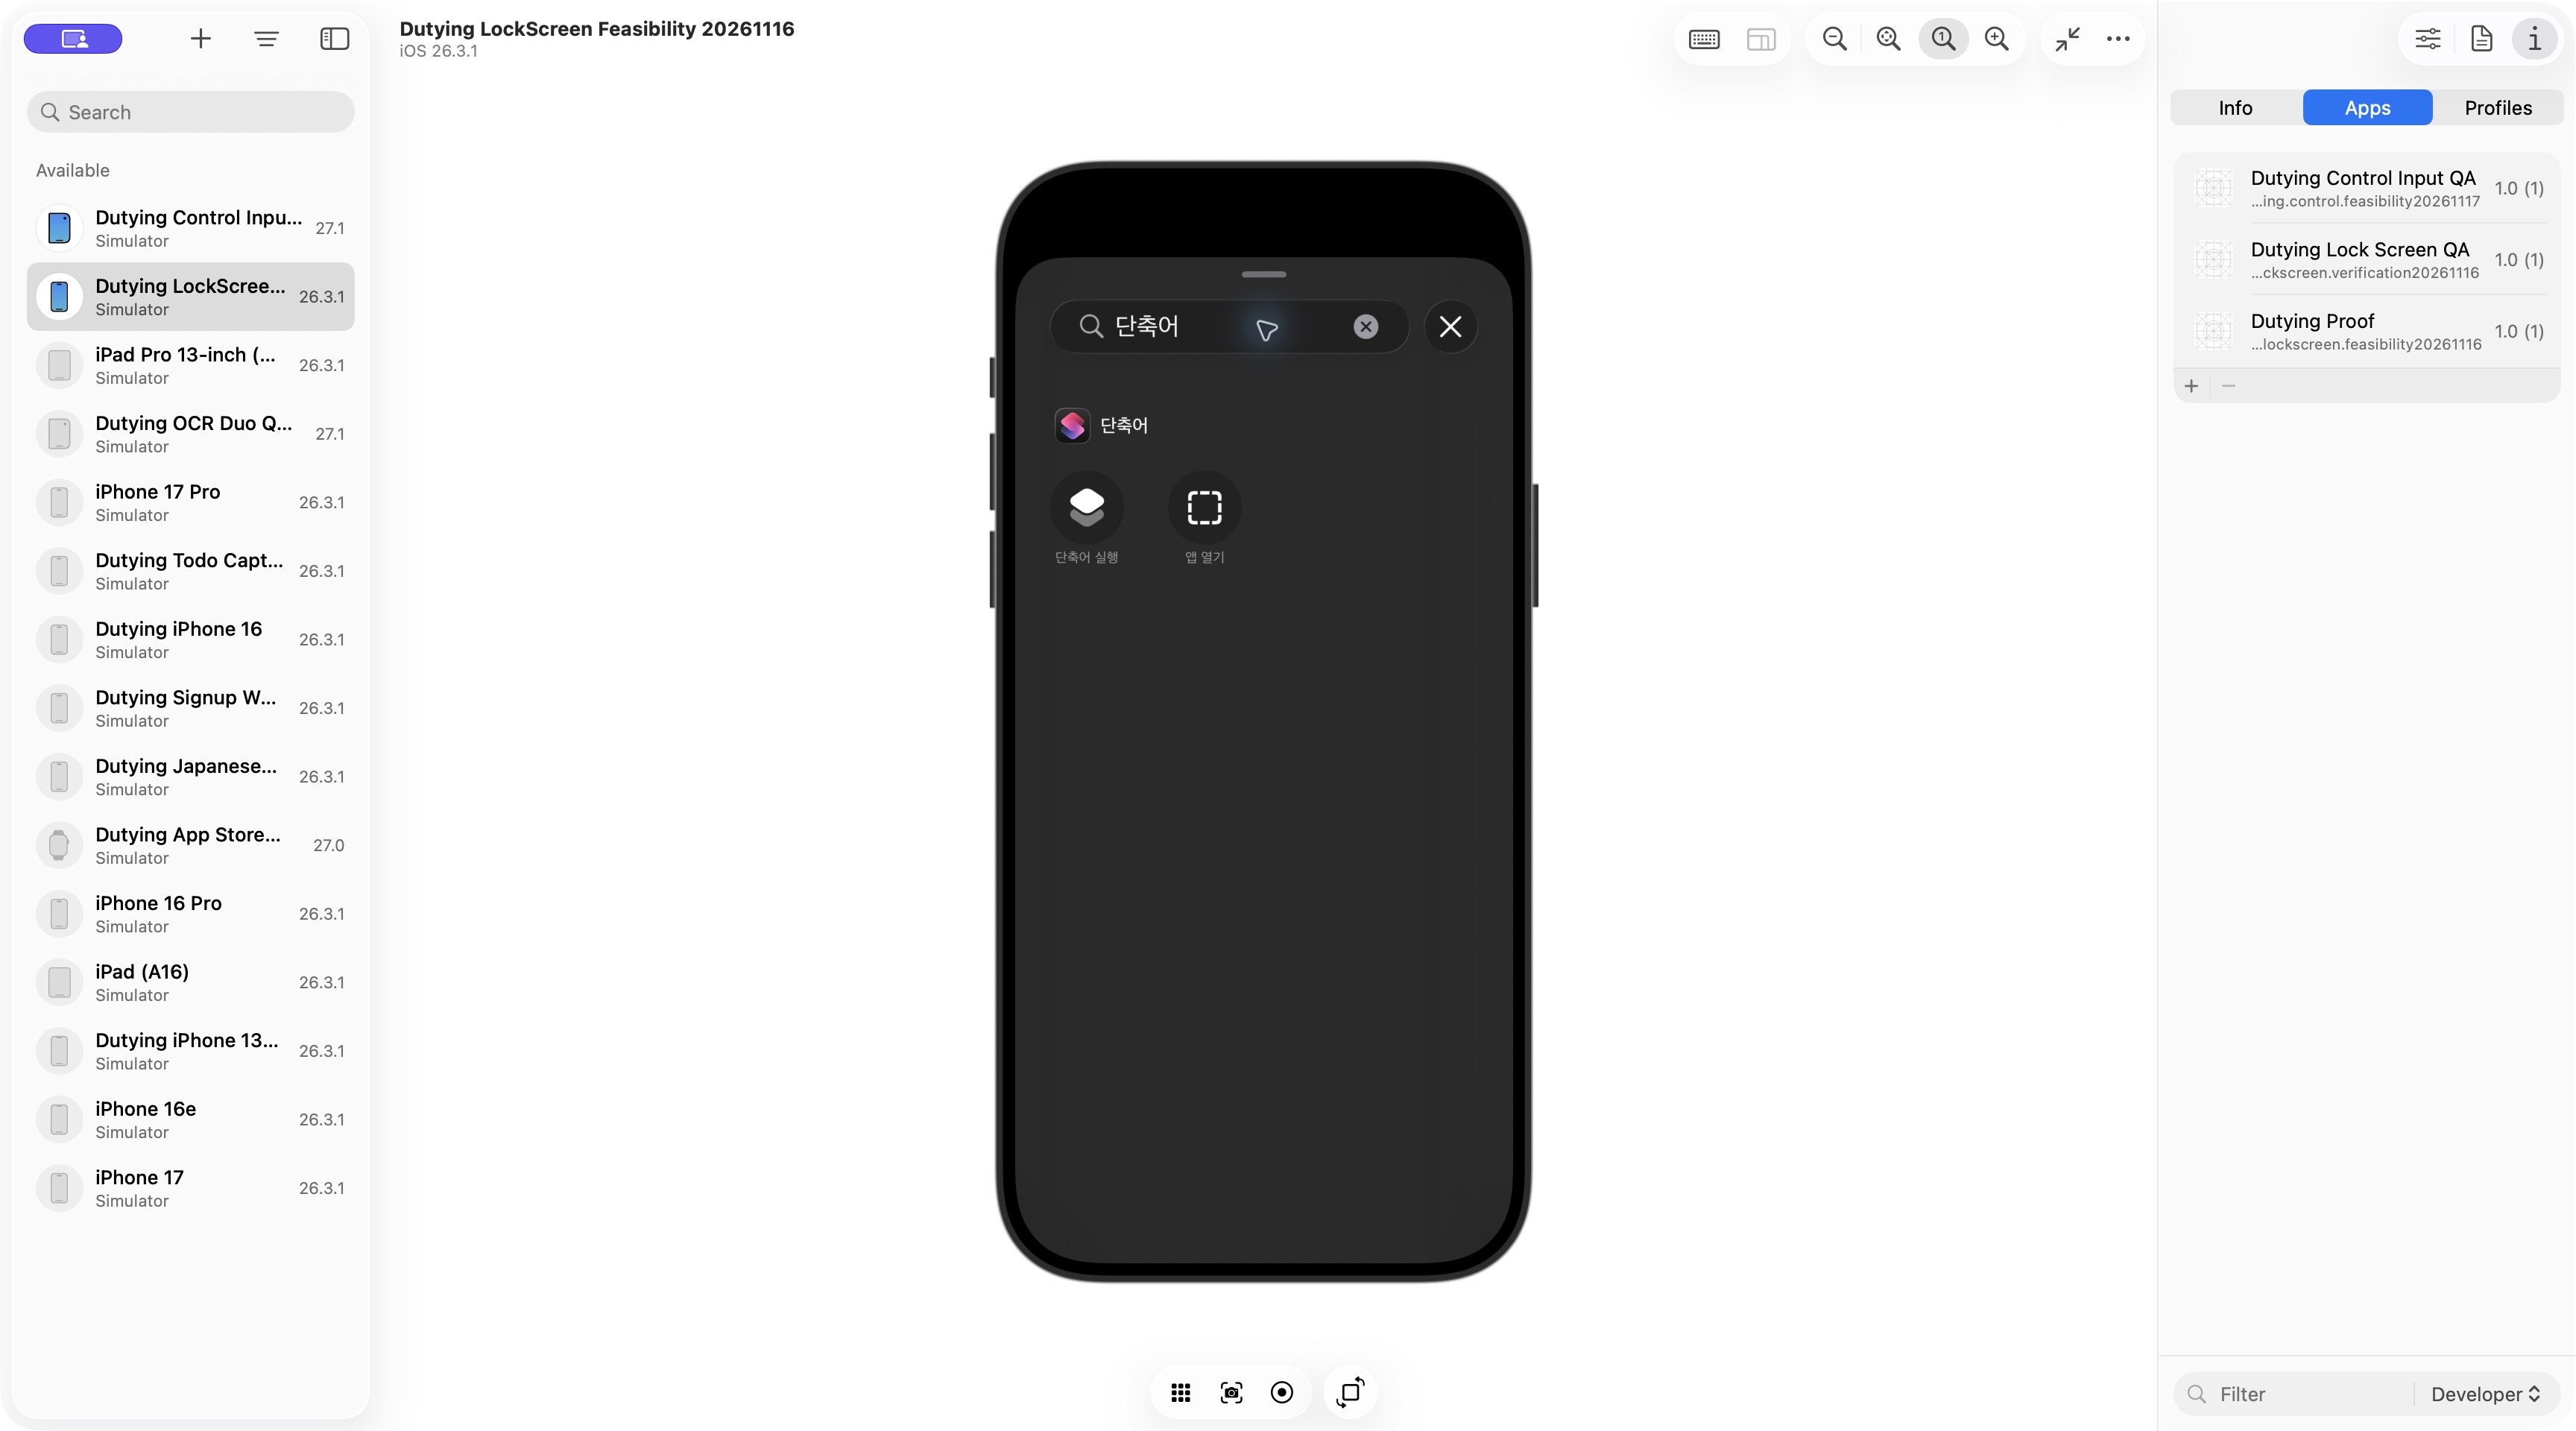 Search
Available
Dutying Control Inpu...
Simulator
27.1
Dutying LockScree...
Simulator
26.3.1
iPad Pro 13-inch (...
Simulator
26.3.1
Dutying OCR Duo Q...
Simulator
27.1
iPhone 17 Pro
Simulator
26.3.1
Dutying Todo Capt...
Simulator
26.3.1
Dutying iPhone 16
Simulator
26.3.1
Dutying Signup W...
Simulator
26.3.1
Dutying Japanese...
Simulator
26.3.1
Dutying App Store...
Simulator
27.0
iPhone 16 Pro
Simulator
26.3.1
iPad (A16)
Simulator
26.3.1
Dutying iPhone 13...
Simulator
26.3.1
iPhone 16e
Simulator
26.3.1
iPhone 17
Simulator
26.3.1
Dutying LockScreen Feasibility 20261116
iOS 26.3.1
단축어
단축어
단축어 실행
앱 열기
Info
Apps
Profiles
Dutying Control Input QA
...ing.control.feasibility20261117
1.0 (1)
Dutying Lock Screen QA
...ckscreen.verification20261116
1.0 (1)
Dutying Proof
...lockscreen.feasibility20261116
1.0 (1)
Filter
Developer